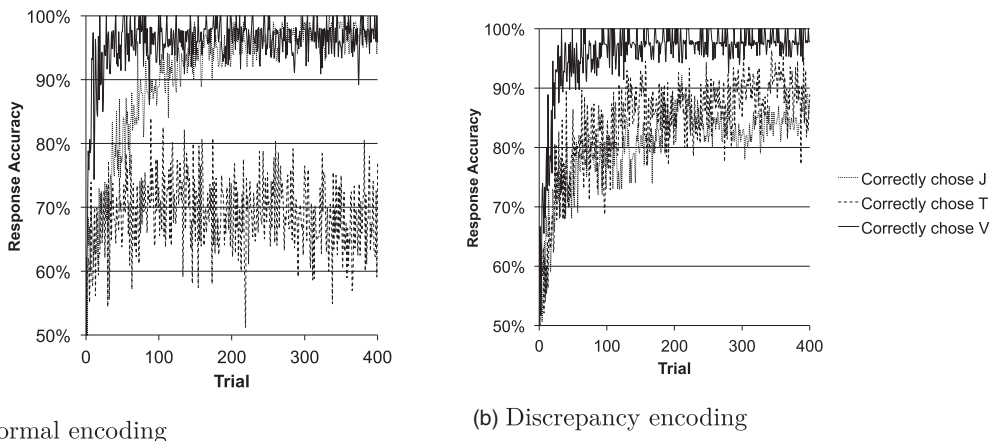 100%
90%
80%
70%
60%
50%
Response Accuracy
0 100 200 300 400
Trial
ormal encoding
100%
90%
80%
70%
60%
50%
Response Accuracy
0 100 200 300 400
Trial
(b) Discrepancy encoding
Correctly chose J
Correctly chose T
Correctly chose V